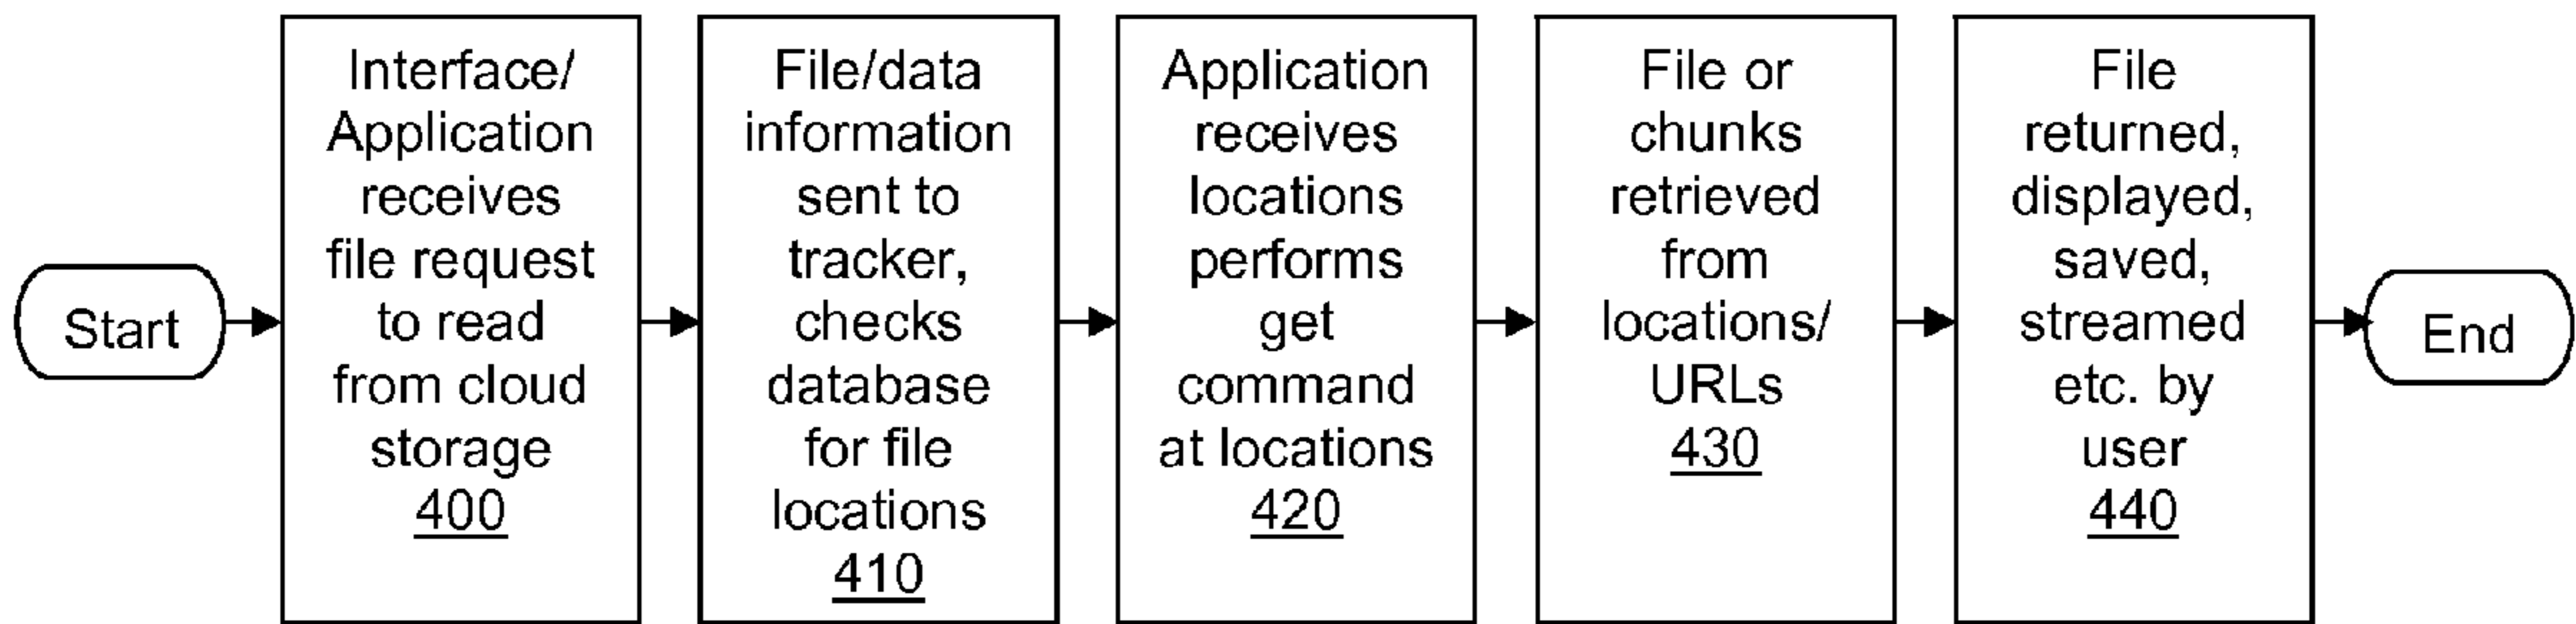 Start
Interface/
Application
receives
file request
to read
from cloud
storage
400
File/data
information
sent to
tracker,
checks
database
for file
locations
410
Application
receives
locations
performs
get
command
at locations
420
File or
chunks
retrieved
from
locations/
URLs
430
File
returned,
displayed,
saved,
streamed
etc. by
user
440
End